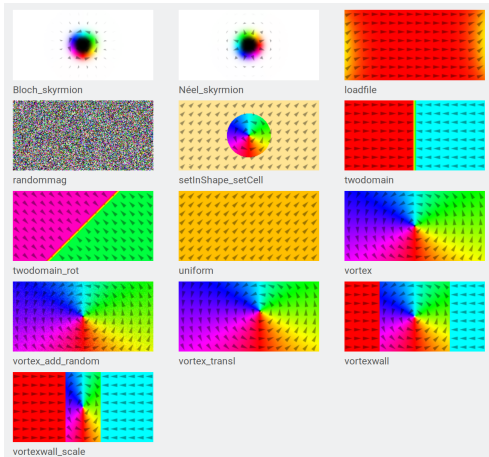 Bloch_skyrmion
Néel_skyrmion
loadfile
randommag
setInShape_setCell
twodomain
twodomain_rot
uniform
vortex
vortex_add_random
vortex_transl
vortexwall
vortexwall_scale